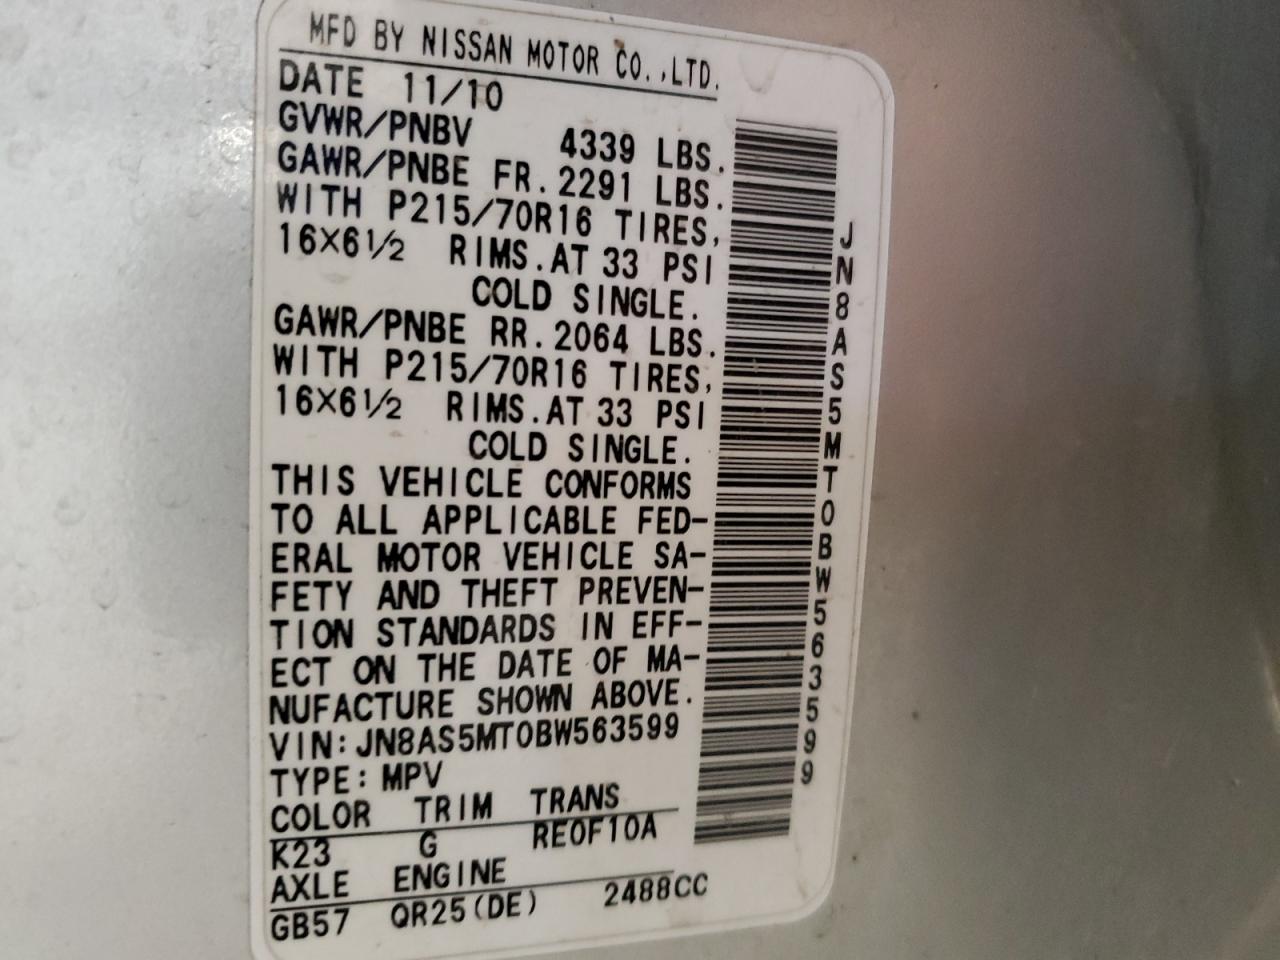 MFD BY NISSAN MOTOR CO.,LTD.
DATE 11/10
GVWR/PNBV 4339 LBS.
GAWR/PNBE FR.2291 LBS.
WITH P215/70R16 TIRES,
16×6½ RIMS.AT 33 PSI
COLD SINGLE.
GAWR/PNBE RR.2064 LBS.
WITH P215/70R16 TIRES,
16×6½ RIMS.AT 33 PSI
COLD SINGLE.
THIS VEHICLE CONFORMS
TO ALL APPLICABLE FED-
ERAL MOTOR VEHICLE SA-
FETY AND THEFT PREVEN-
TION STANDARDS IN EFF-
ECT ON THE DATE OF MA-
NUFACTURE SHOWN ABOVE.
VIN:JN8AS5MT0BW563599
TYPE:MPV
COLOR TRIM TRANS
K23 G RE0F10A
AXLE ENGINE
GB57 QR25(DE) 2488CC
JN8AS5MT0BW563599